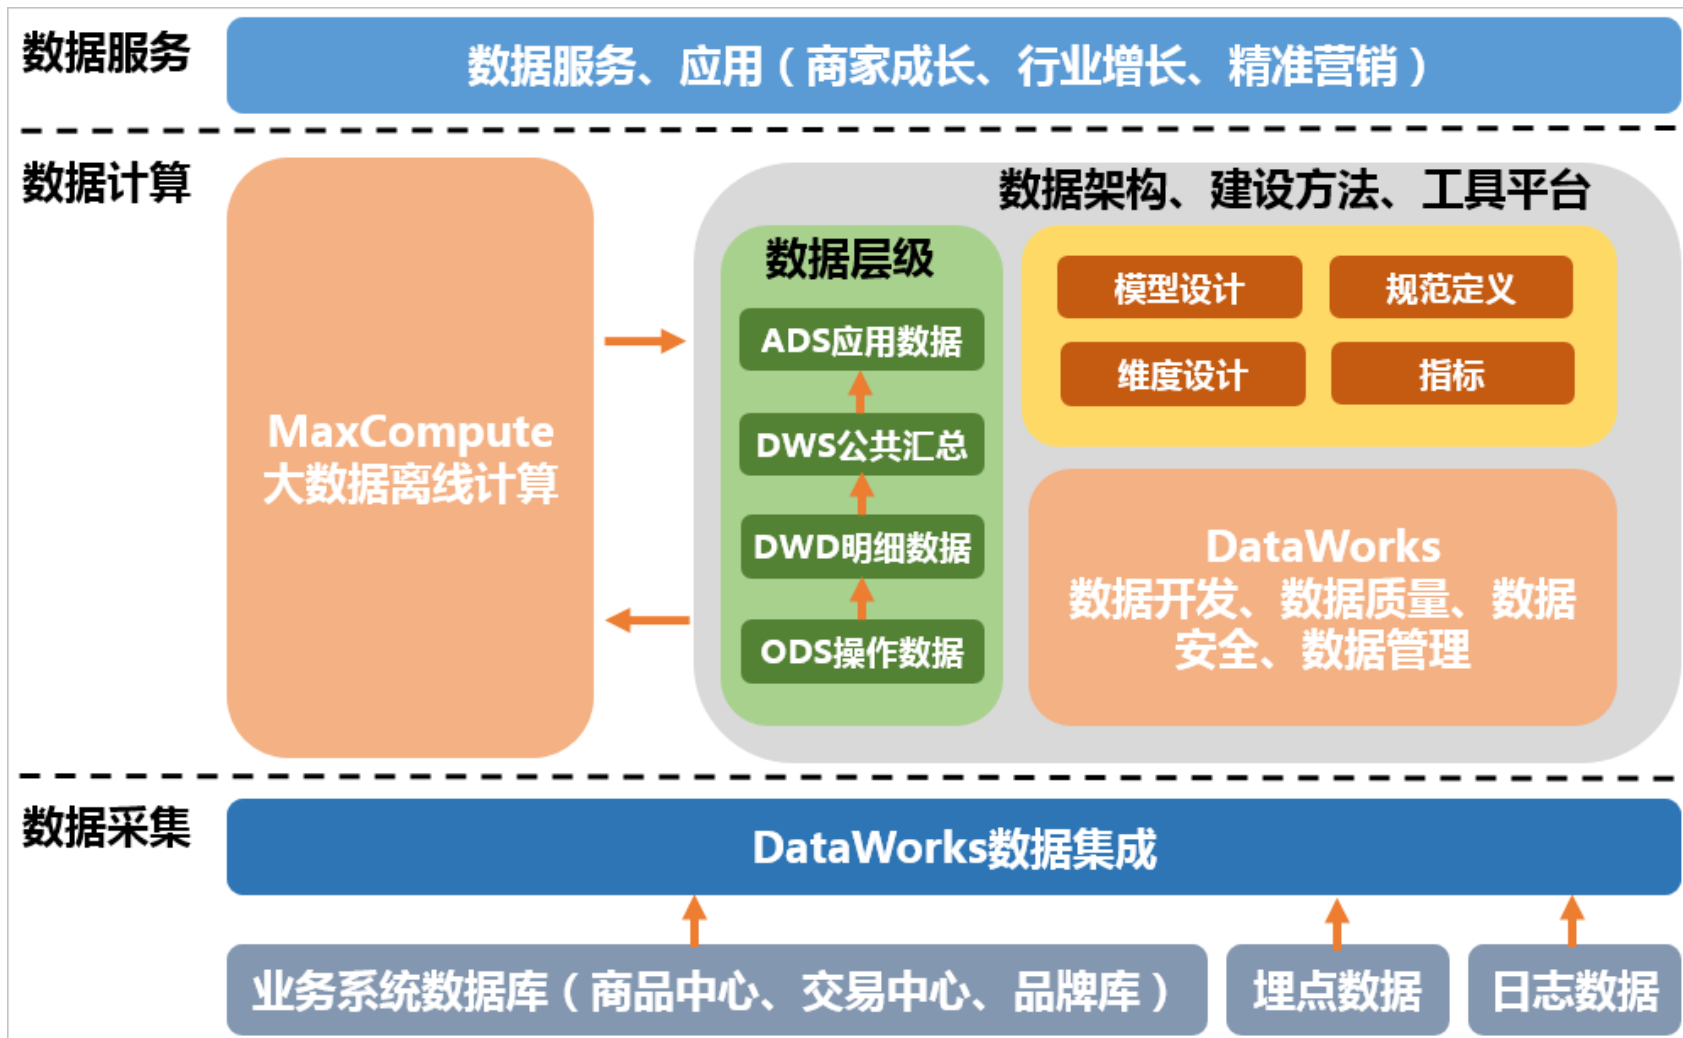 数据服务
数据服务、应用（商家成长、行业增长、精准营销）
数据计算
MaxCompute
大数据离线计算
数据架构、建设方法、工具平台
数据层级
ADS应用数据
DWS公共汇总
DWD明细数据
ODS操作数据
模型设计
规范定义
维度设计
指标
DataWorks
数据开发、数据质量、数据
安全、数据管理
数据采集
DataWorks数据集成
业务系统数据库（商品中心、交易中心、品牌库）
埋点数据
日志数据